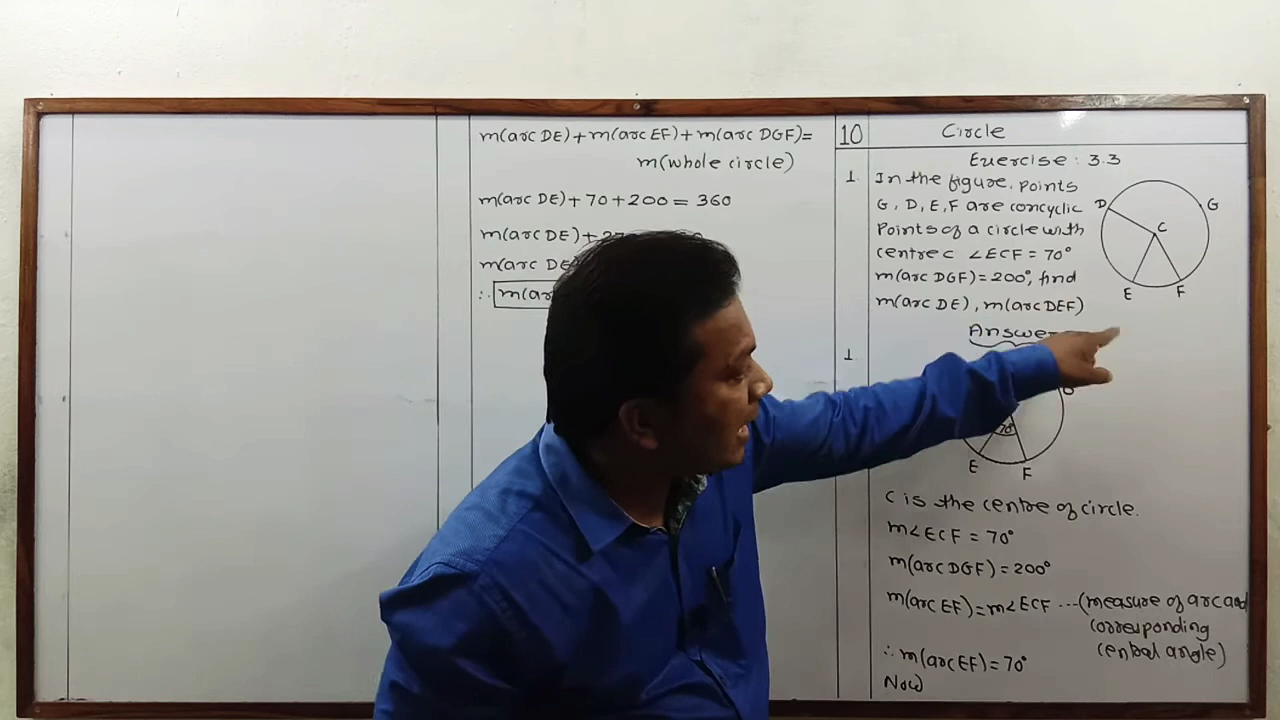 m(arc DE) + m(arc EF) + m(arc DGF) =
m(whole circle)
m(arc DE) + 70 + 200 = 360
m(arc DE) +
m(arc DE)
∴
10 Circle
Exercise : 3.3
1. In the figure, points
G, D, E, F are concyclic
Points of a circle with
centre C ∠ECF = 70°
m(arc DGF) = 200°, find
m(arc DE), m(arc DEF)
D
G
C
E
F
Answer
1
70°
E
F
C is the centre of circle.
m∠ECF = 70°
m(arc DGF) = 200°
m(arc EF) = m∠ECF ---(measure of arc and
corresponding
central angle)
∴ m(arc EF) = 70°
Now